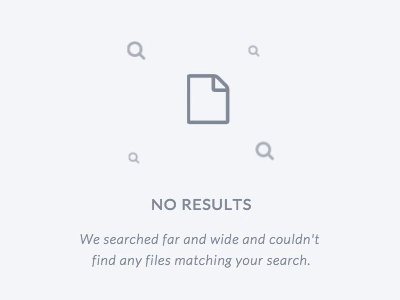 NO RESULTS
We searched far and wide and couldn't
find any files matching your search.